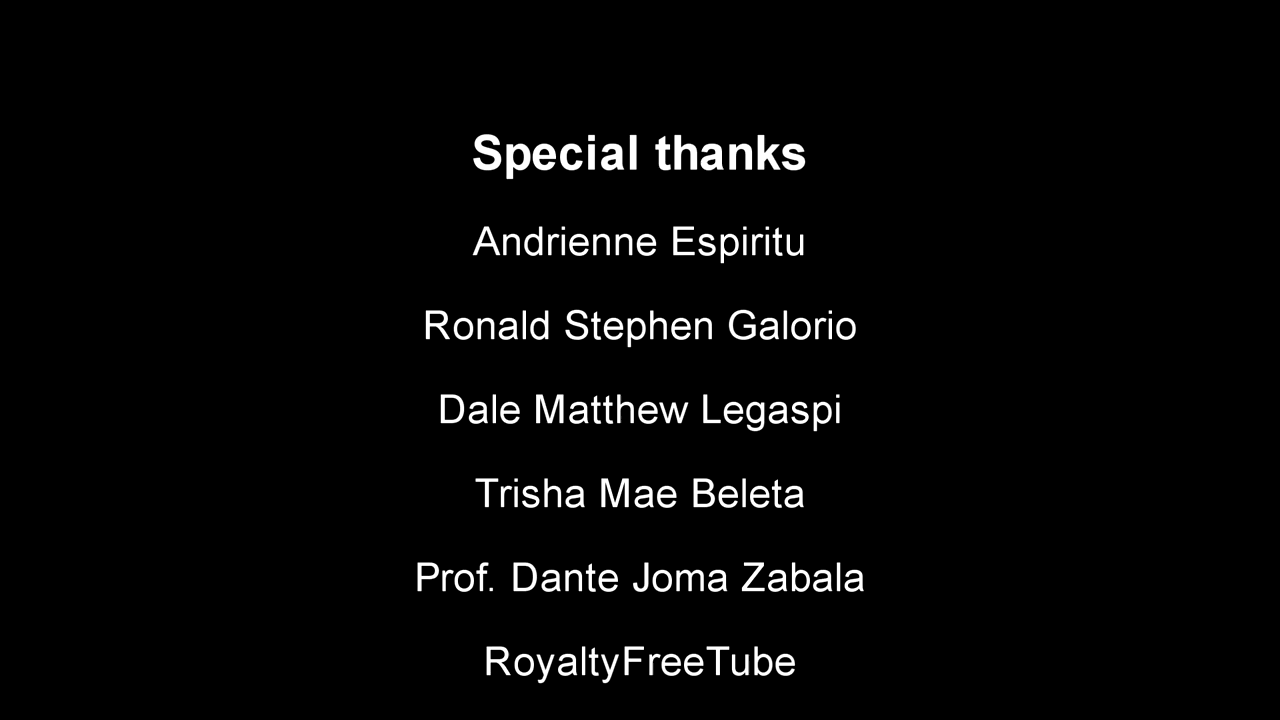 Special thanks
Andrienne Espiritu
Ronald Stephen Galorio
Dale Matthew Legaspi
Trisha Mae Beleta
Prof. Dante Joma Zabala
RoyaltyFreeTube